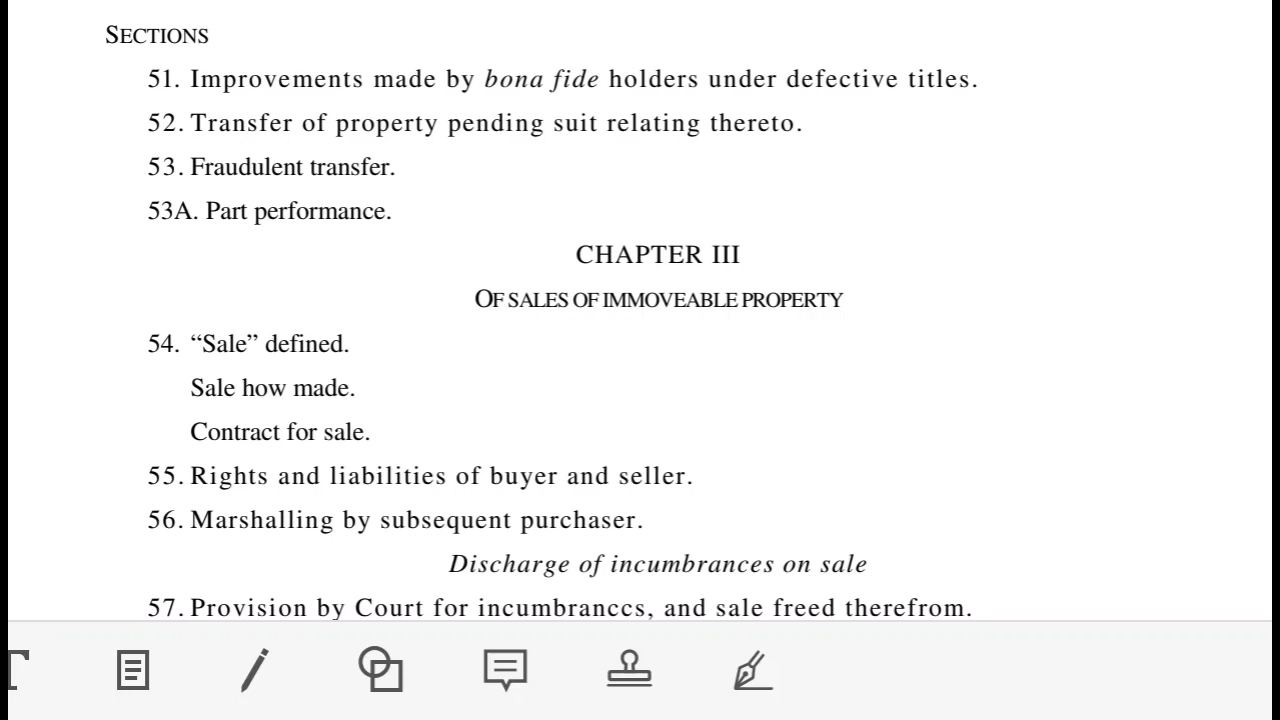 SECTIONS
51. Improvements made by bona fide holders under defective titles.
52. Transfer of property pending suit relating thereto.
53. Fraudulent transfer.
53A. Part performance.
CHAPTER III
OF SALES OF IMMOVEABLE PROPERTY
54. “Sale” defined.
Sale how made.
Contract for sale.
55. Rights and liabilities of buyer and seller.
56. Marshalling by subsequent purchaser.
Discharge of incumbrances on sale
57. Provision by Court for incumbranccs, and sale freed therefrom.
T